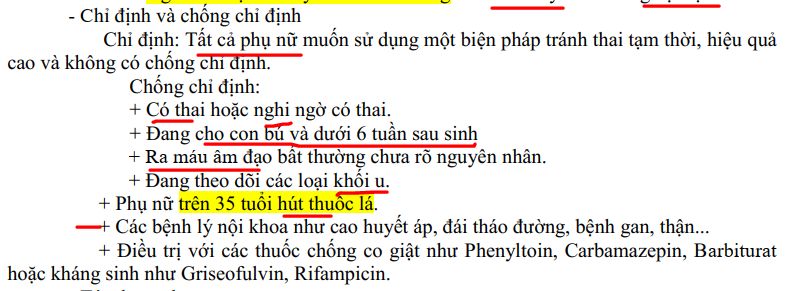 - Chỉ định và chống chỉ định
Chỉ định: Tất cả phụ nữ muốn sử dụng một biện pháp tránh thai tạm thời, hiệu quả
cao và không có chống chỉ định.
Chống chỉ định:
+ Có thai hoặc nghi ngờ có thai.
+ Đang cho con bú và dưới 6 tuần sau sinh
+ Ra máu âm đạo bất thường chưa rõ nguyên nhân.
+ Đang theo dõi các loại khối u.
+ Phụ nữ trên 35 tuổi hút thuốc lá.
+ Các bệnh lý nội khoa như cao huyết áp, đái tháo đường, bệnh gan, thận...
+ Điều trị với các thuốc chống co giật như Phenyltoin, Carbamazepin, Barbiturat
hoặc kháng sinh như Griseofulvin, Rifampicin.